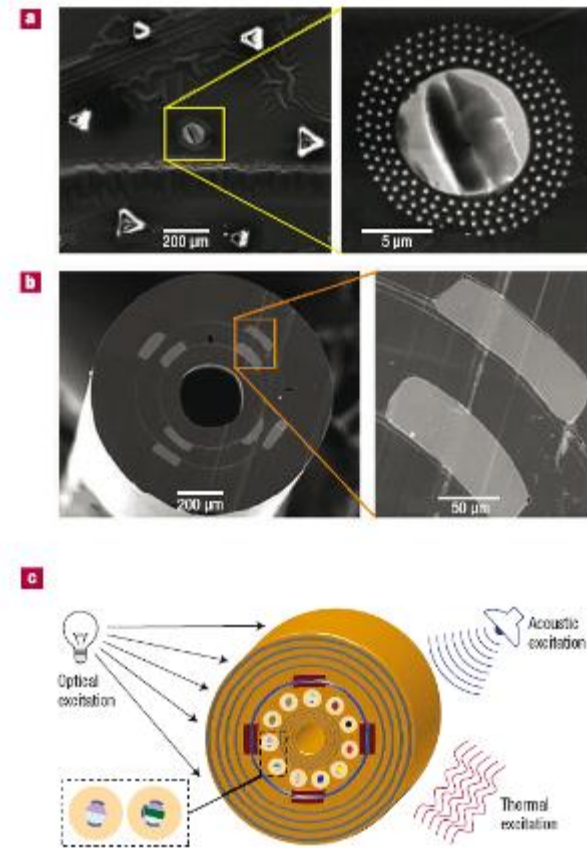 a
200 µm
5 µm
b
200 µm
50 µm
c
Optical
excitation
Acoustic
excitation
Thermal
excitation